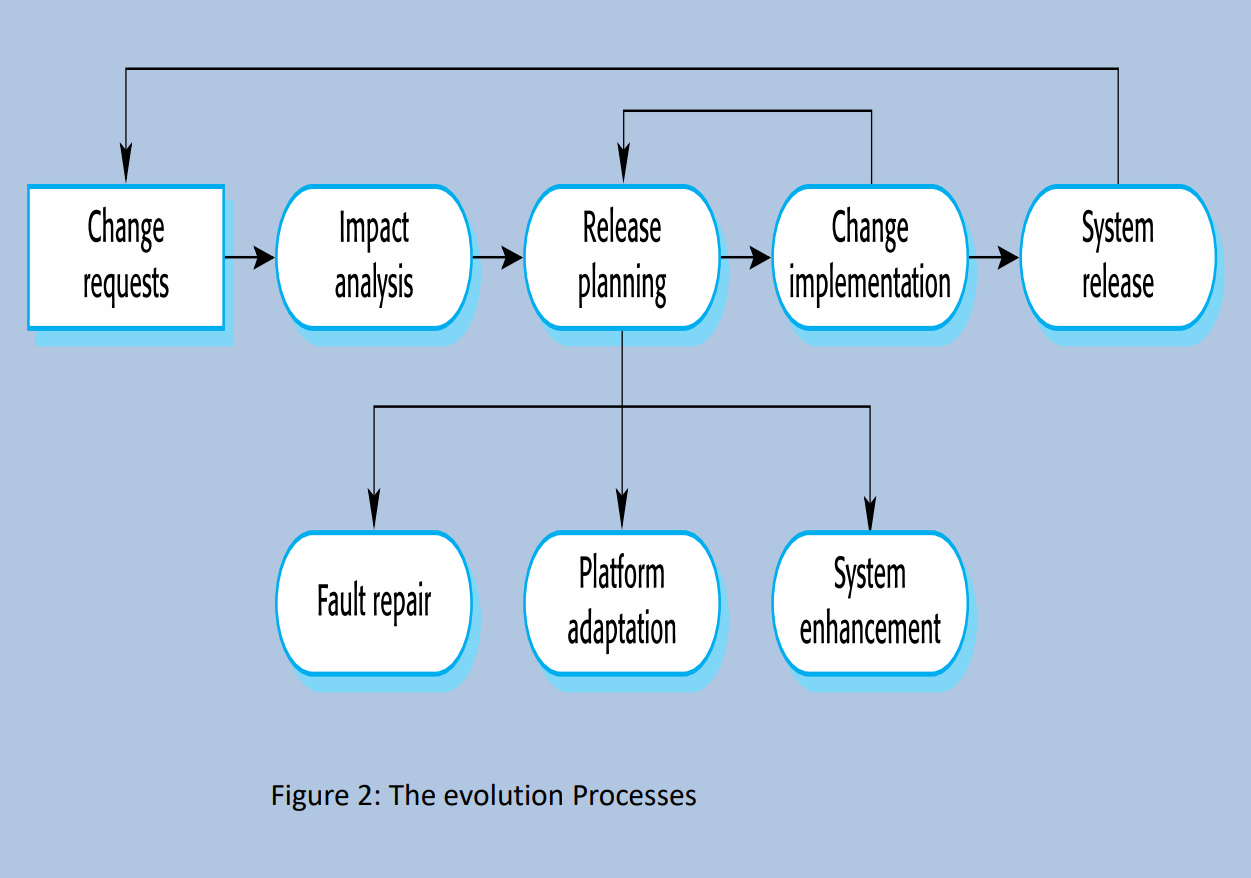 Change
requests
Impact
analysis
Release
planning
Change
implementation
System
release
Fault repair
Platform
adaptation
System
enhancement
Figure 2: The evolution Processes